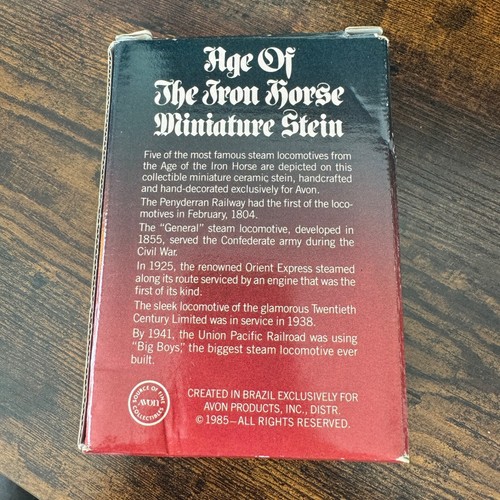 Age Of
The Iron Horse
Miniature Stein
Five of the most famous steam locomotives from
the Age of the Iron Horse are depicted on this
collectible miniature ceramic stein, handcrafted
and hand-decorated exclusively for Avon.
The Penyderran Railway had the first of the loco-
motives in February, 1804.
The “General” steam locomotive, developed in
1855, served the Confederate army during the
Civil War.
In 1925, the renowned Orient Express steamed
along its route serviced by an engine that was the
first of its kind.
The sleek locomotive of the glamorous Twentieth
Century Limited was in service in 1938.
By 1941, the Union Pacific Railroad was using
“Big Boys,” the biggest steam locomotive ever
built.
SOURCE OF FINE
AVON
COLLECTIBLES
CREATED IN BRAZIL EXCLUSIVELY FOR
AVON PRODUCTS, INC., DISTR.
© 1985—ALL RIGHTS RESERVED.